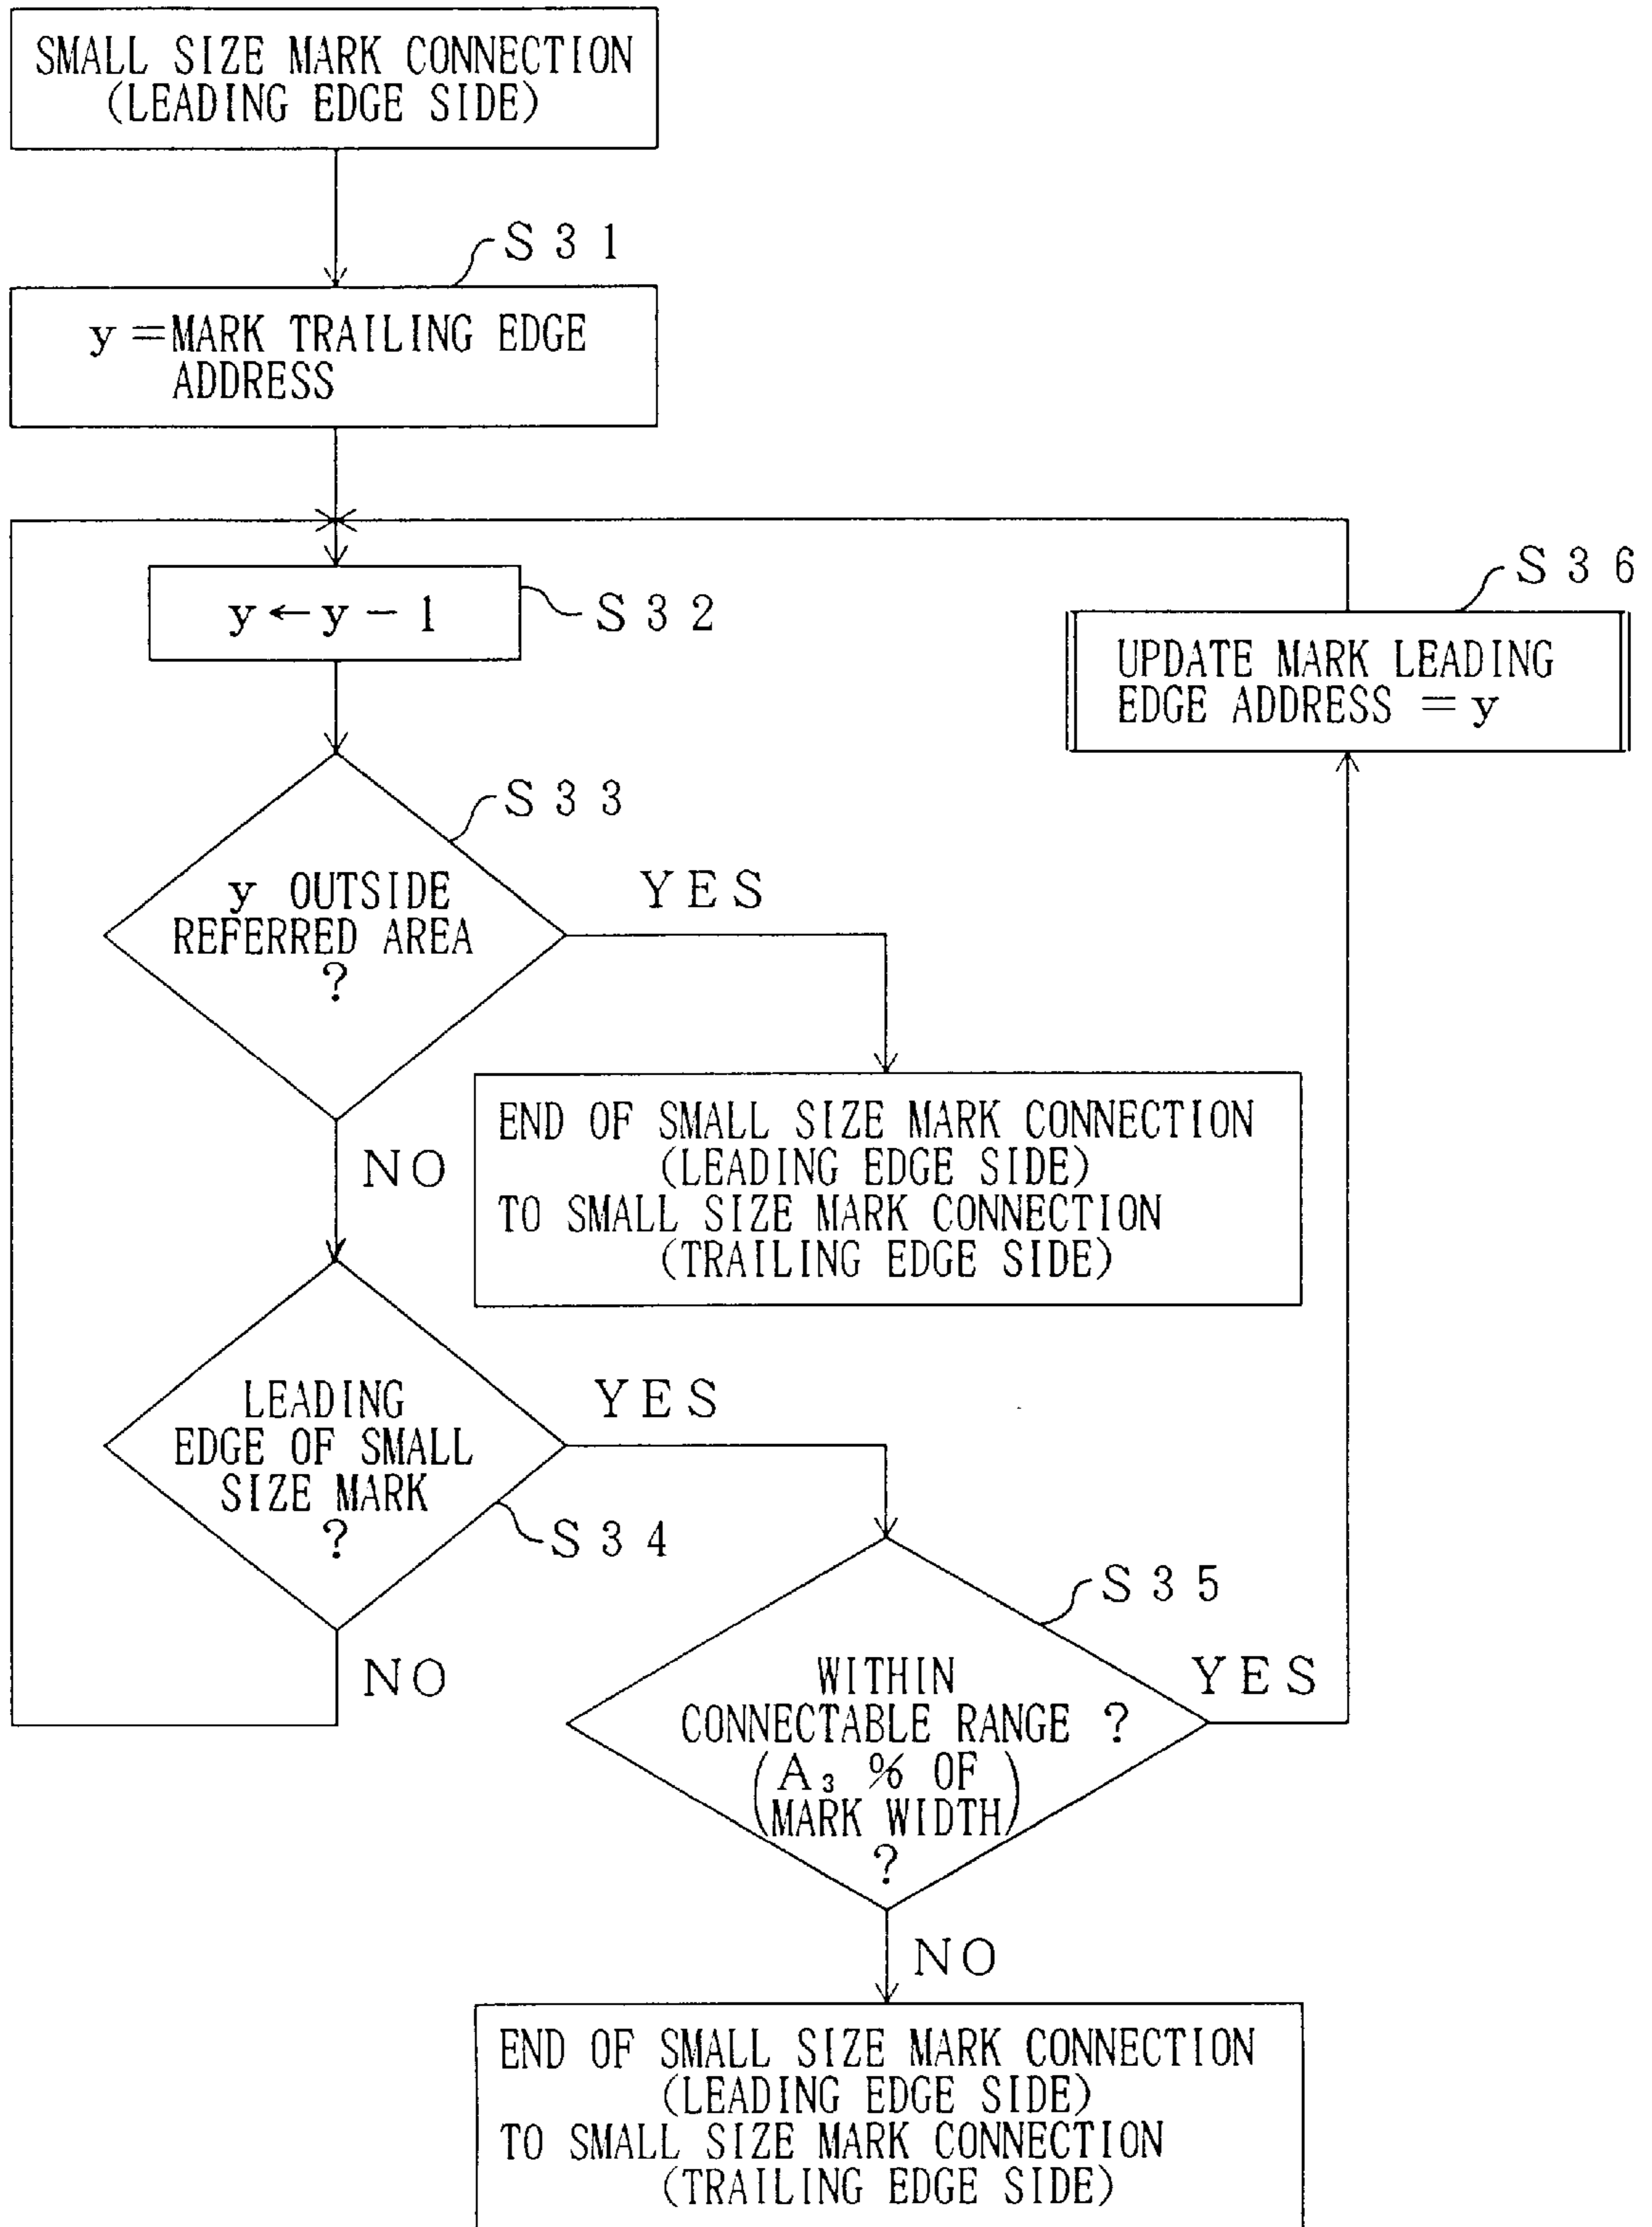 SMALL SIZE MARK CONNECTION
(LEADING EDGE SIDE)
S31
y=MARK TRAILING EDGE
ADDRESS
y←y−1
S32
S36
UPDATE MARK LEADING
EDGE ADDRESS =y
S33
y OUTSIDE
REFERRED AREA
?
YES
NO
END OF SMALL SIZE MARK CONNECTION
(LEADING EDGE SIDE)
TO SMALL SIZE MARK CONNECTION
(TRAILING EDGE SIDE)
LEADING
EDGE OF SMALL
SIZE MARK
?
YES
S34
NO
S35
WITHIN
CONNECTABLE RANGE ?
(A₃ % OF
MARK WIDTH)
?
YES
NO
END OF SMALL SIZE MARK CONNECTION
(LEADING EDGE SIDE)
TO SMALL SIZE MARK CONNECTION
(TRAILING EDGE SIDE)